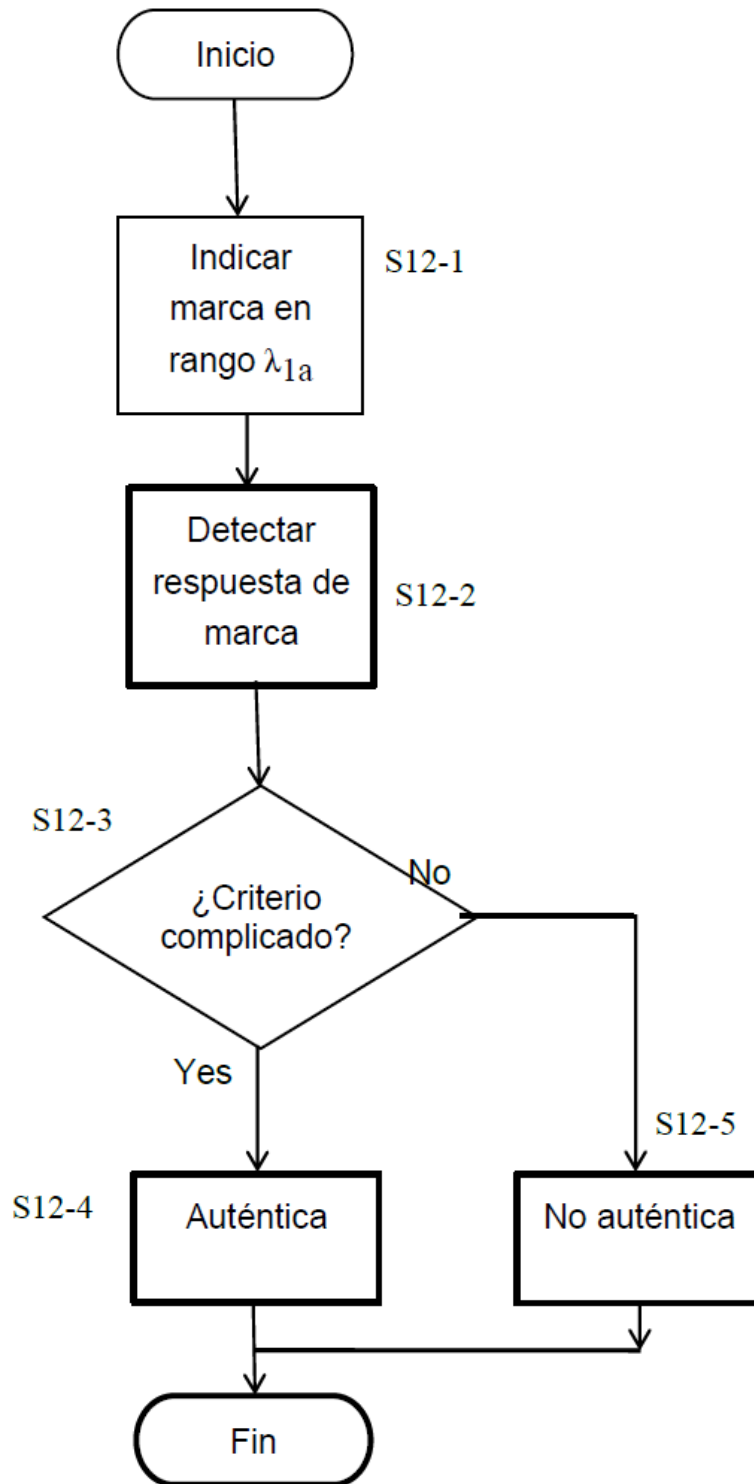 Inicio
Indicar
marca en
rango λ1a
S12-1
Detectar
respuesta de
marca
S12-2
S12-3
¿Criterio
complicado?
No
Yes
S12-5
S12-4
Auténtica
No auténtica
Fin